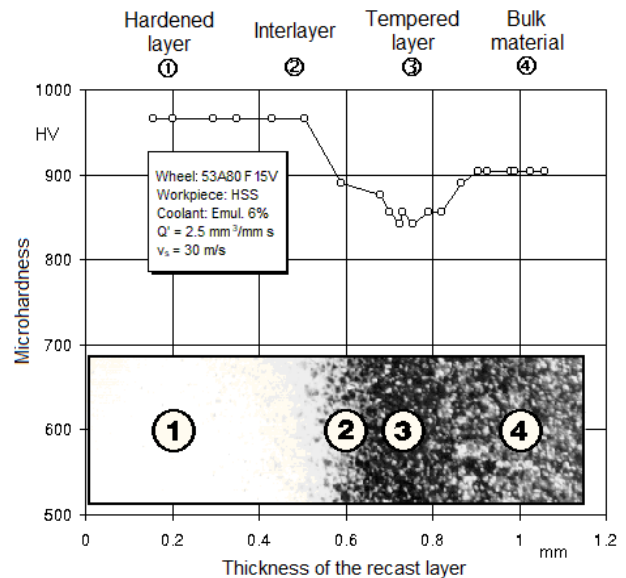 Hardened layer
Interlayer
Tempered layer
Bulk material
① ② ③ ④
1000
HV
900
800
700
600
500
Microhardness
Wheel: 53A80 F 15V
Workpiece: HSS
Coolant: Emul. 6%
Q' = 2.5 mm³/mm s
vₛ = 30 m/s
1 2 3 4
0 0.2 0.4 0.6 0.8 1 1.2
mm
Thickness of the recast layer